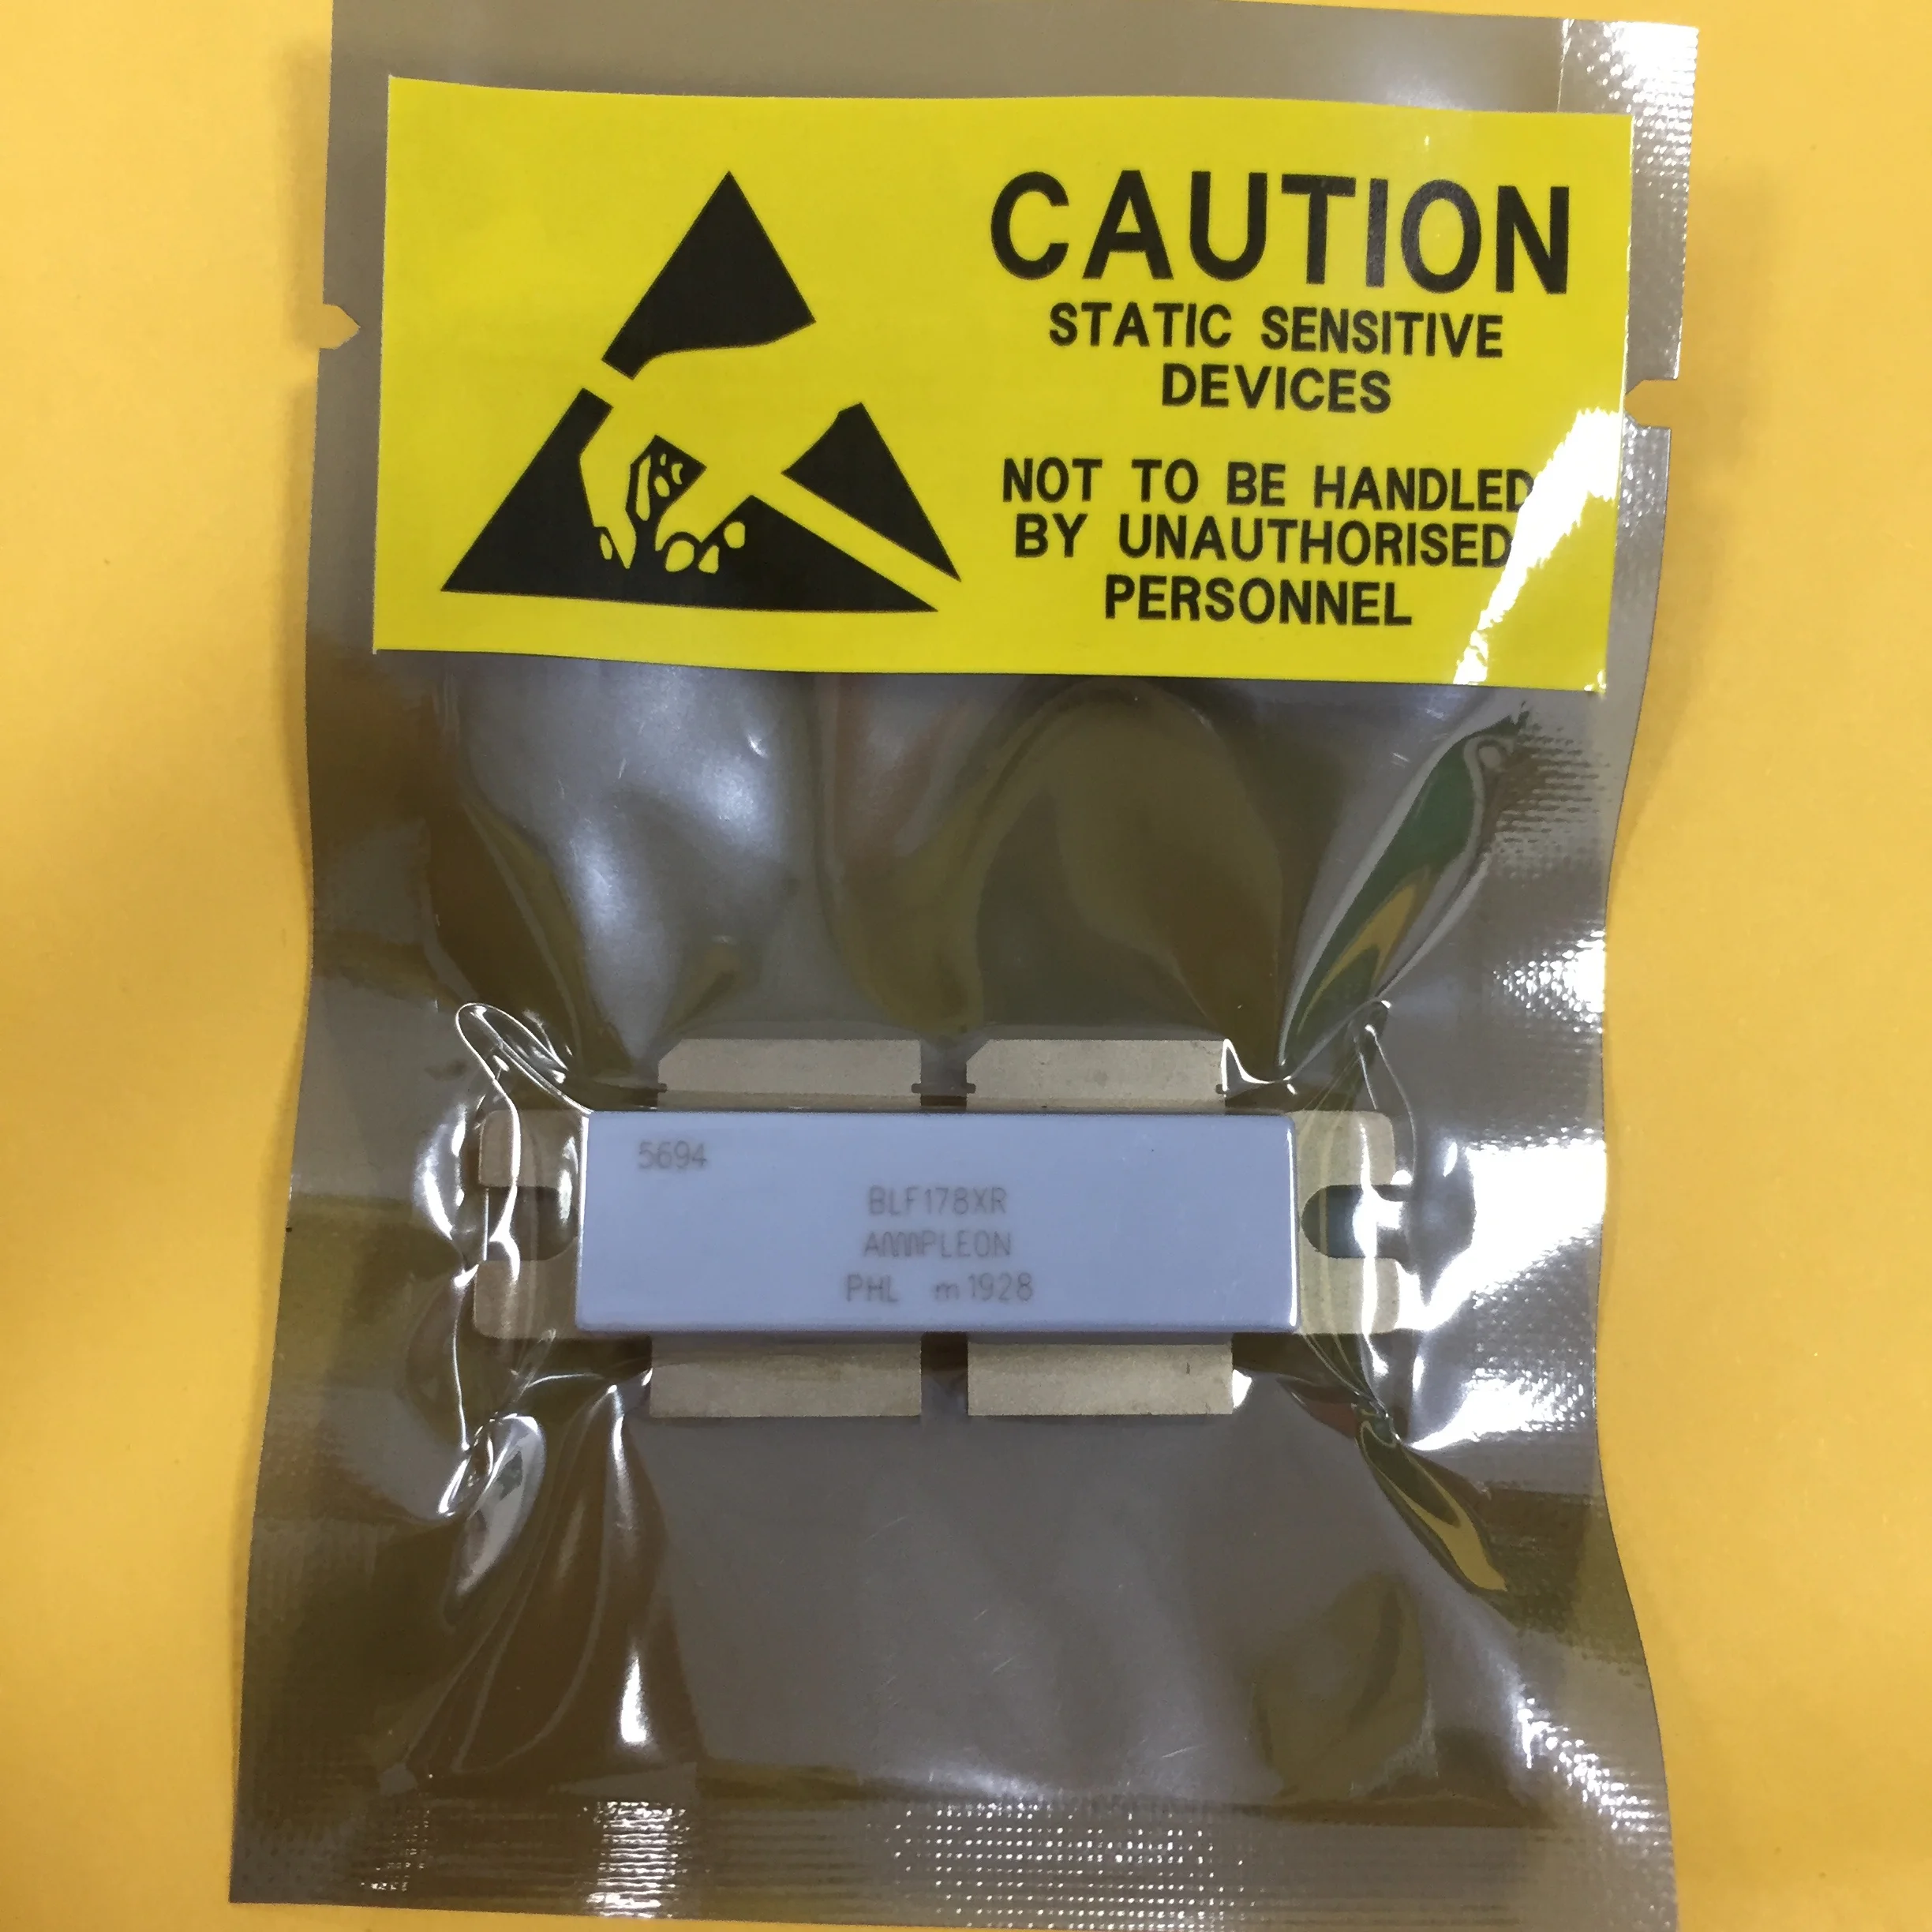 CAUTION
STATIC SENSITIVE
DEVICES
NOT TO BE HANDLED
BY UNAUTHORISED
PERSONNEL
5694
BLF178XR
AMPLEON
PHL m1928